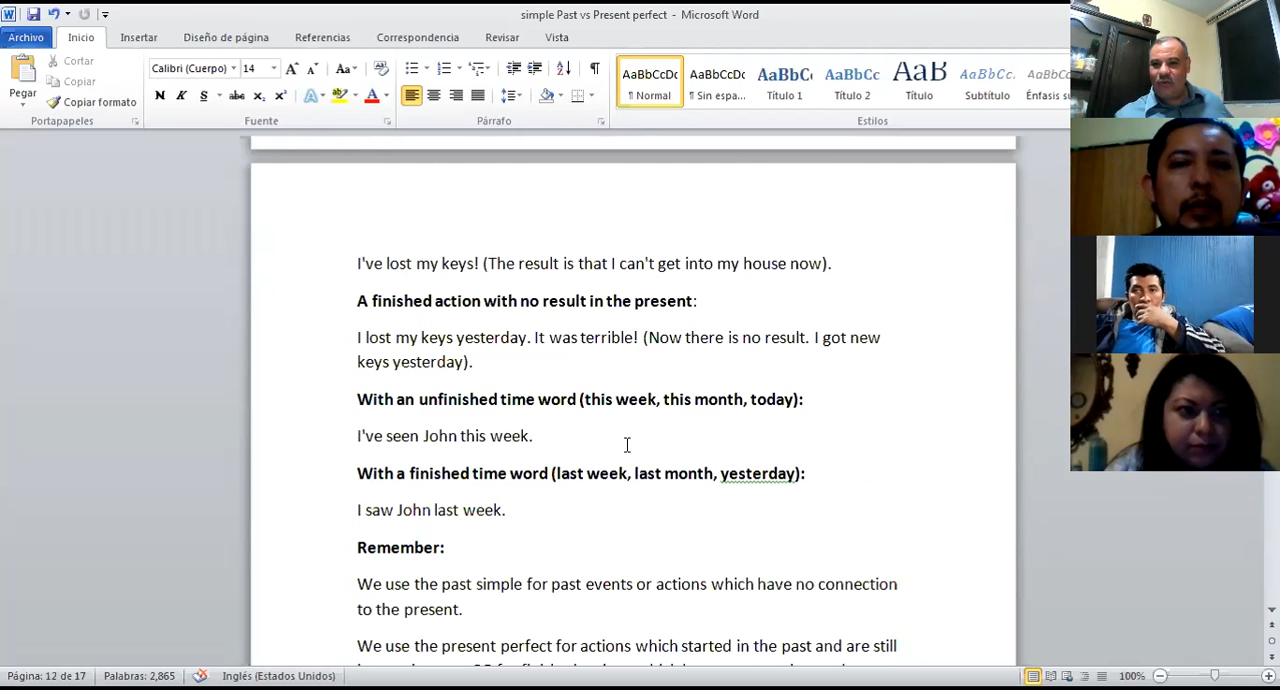 simple Past vs Present perfect - Microsoft Word
Archivo Inicio Insertar Diseño de página Referencias Correspondencia Revisar Vista
Pegar
Cortar
Copiar
Copiar formato
Portapapeles
Calibri (Cuerpo) 14
Fuente
Párrafo
AaBbCcDc AaBbCcDc AaBbC AaBbCc AaB AaBbCc. AaBbCc
Normal Sin espa... Título 1 Título 2 Título Subtítulo Énfasis su
Estilos
I've lost my keys! (The result is that I can't get into my house now).
A finished action with no result in the present:
I lost my keys yesterday. It was terrible! (Now there is no result. I got new
keys yesterday).
With an unfinished time word (this week, this month, today):
I've seen John this week.
With a finished time word (last week, last month, yesterday):
I saw John last week.
Remember:
We use the past simple for past events or actions which have no connection
to the present.
We use the present perfect for actions which started in the past and are still
Página: 12 de 17 Palabras: 2,865 Inglés (Estados Unidos) 100%